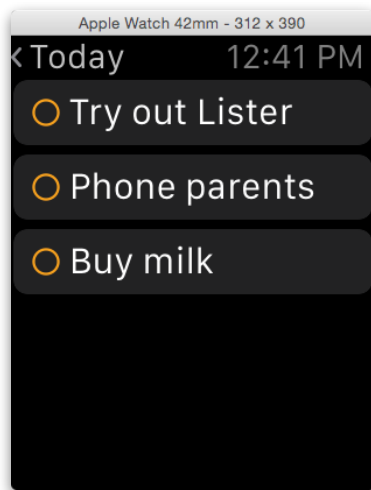 Apple Watch 42mm - 312 x 390
< Today 12:41 PM
Try out Lister
Phone parents
Buy milk